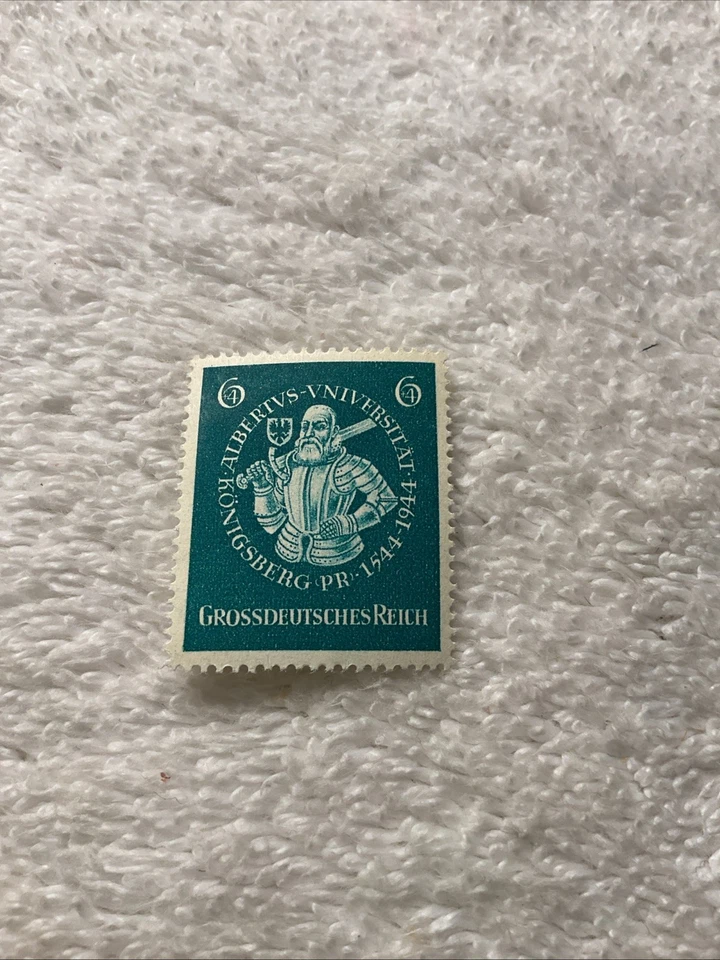 6+4 6+4
ALBERTVS-VNIVERSITÄT · 1544-1944
KÖNIGSBERG (PR)
GROSSDEUTSCHES REICH